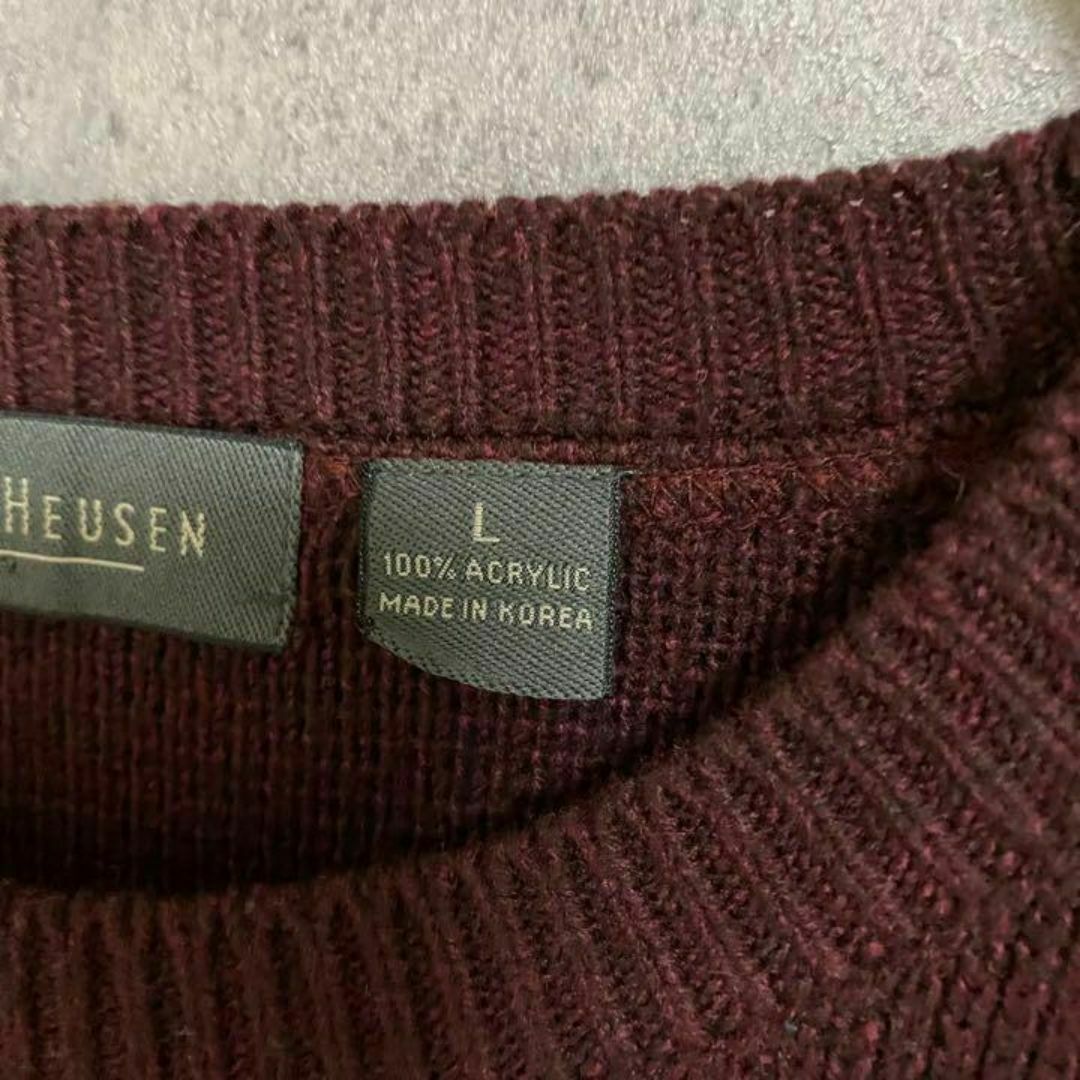 HEUSEN
L
100% ACRYLIC
MADE IN KOREA